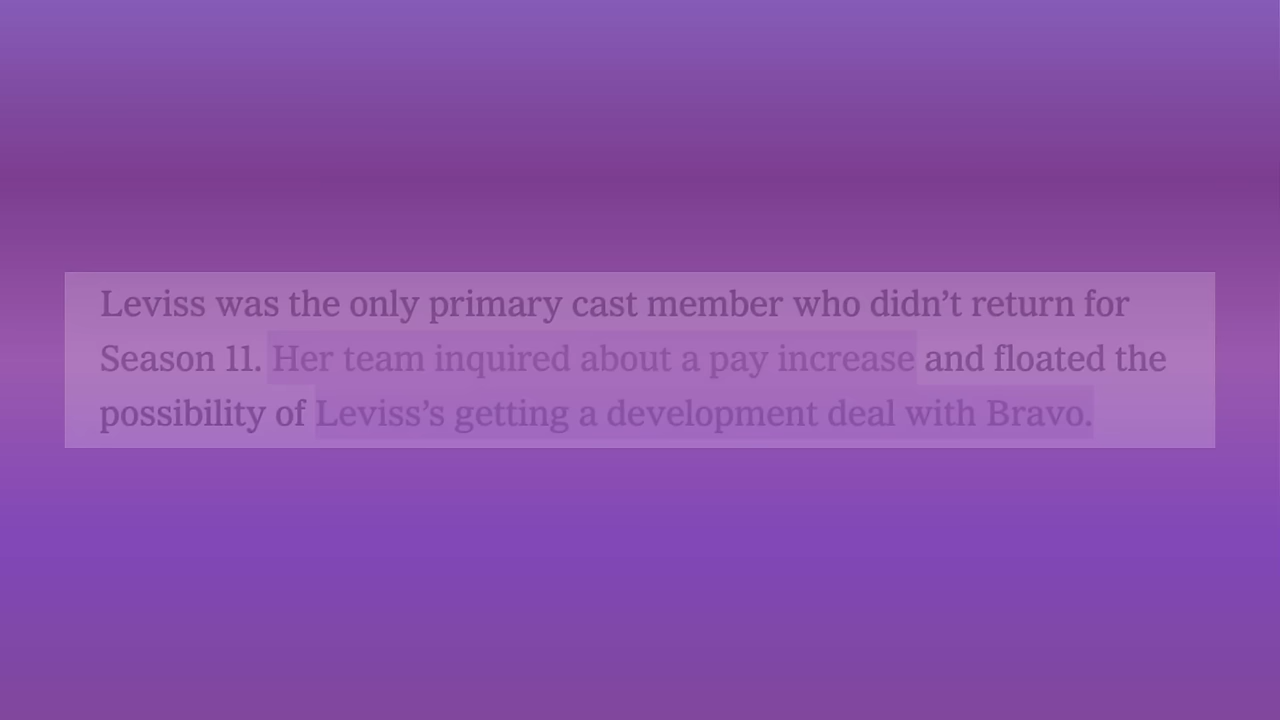 Leviss was the only primary cast member who didn’t return for
Season 11. Her team inquired about a pay increase and floated the
possibility of Leviss’s getting a development deal with Bravo.